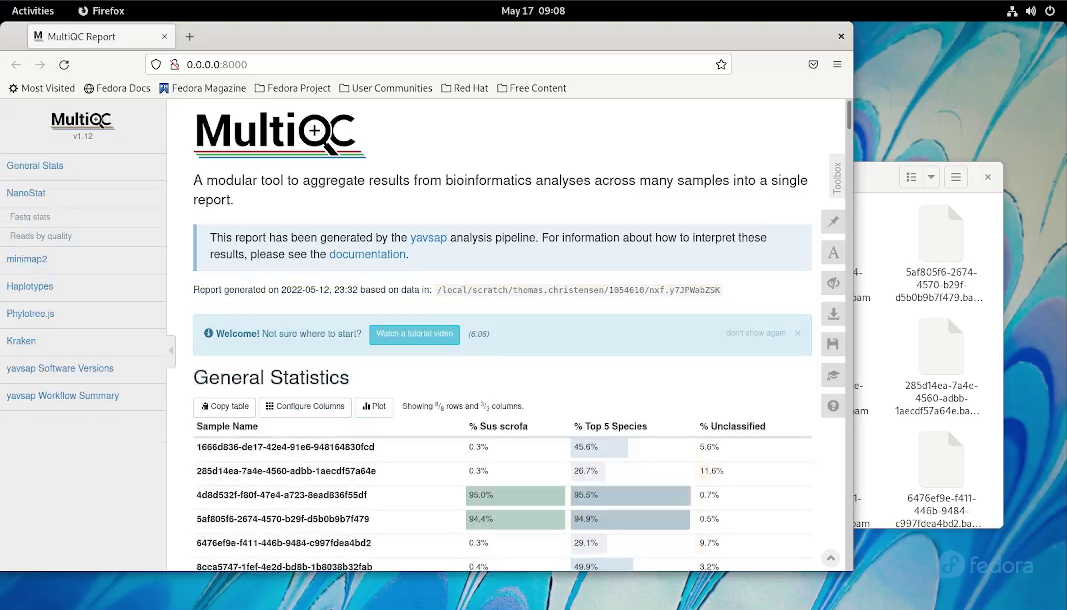 Activities Firefox May 17 09:08
MultiQC Report
0.0.0.0:8000
Most Visited Fedora Docs Fedora Magazine Fedora Project User Communities Red Hat Free Content
MultiQC
v1.12
General Stats
NanoStat
Fastq stats
Reads by quality
minimap2
Haplotypes
Phylotree.js
Kraken
yavsap Software Versions
yavsap Workflow Summary
MultiQC
Toolbox
A modular tool to aggregate results from bioinformatics analyses across many samples into a single
report.
This report has been generated by the yavsap analysis pipeline. For information about how to interpret these
results, please see the documentation.
Report generated on 2022-05-12, 23:32 based on data in: /local/scratch/thomas.christensen/1054610/nxf.y7JPWabZSK
Welcome! Not sure where to start? Watch a tutorial video (6:06) don't show again
General Statistics
Copy table Configure Columns Plot Showing 8/8 rows and 3/3 columns.
Sample Name % Sus scrofa % Top 5 Species % Unclassified
1666d836-de17-42e4-91e6-948164830fcd 0.3% 45.6% 5.6%
285d14ea-7a4e-4560-adbb-1aecdf57a64e 0.3% 26.7% 11.6%
4d8d532f-f80f-47e4-a723-8ead836f55df 95.0% 95.5% 0.7%
5af805f6-2674-4570-b29f-d5b0b9b7f479 94.4% 94.9% 0.5%
6476ef9e-f411-446b-9484-c997fdea4bd2 0.3% 29.1% 9.7%
8cca5747-1fef-4e2d-bd8b-1b8038b32fab 0.4% 49.9% 3.2%
5af805f6-2674
4570-b29f-
d5b0b9b7f479.ba...
285d14ea-7a4e-
4560-adbb-
1aecdf57a64e.ba...
6476ef9e-f411-
446b-9484-
c997fdea4bd2.ba...
fedora